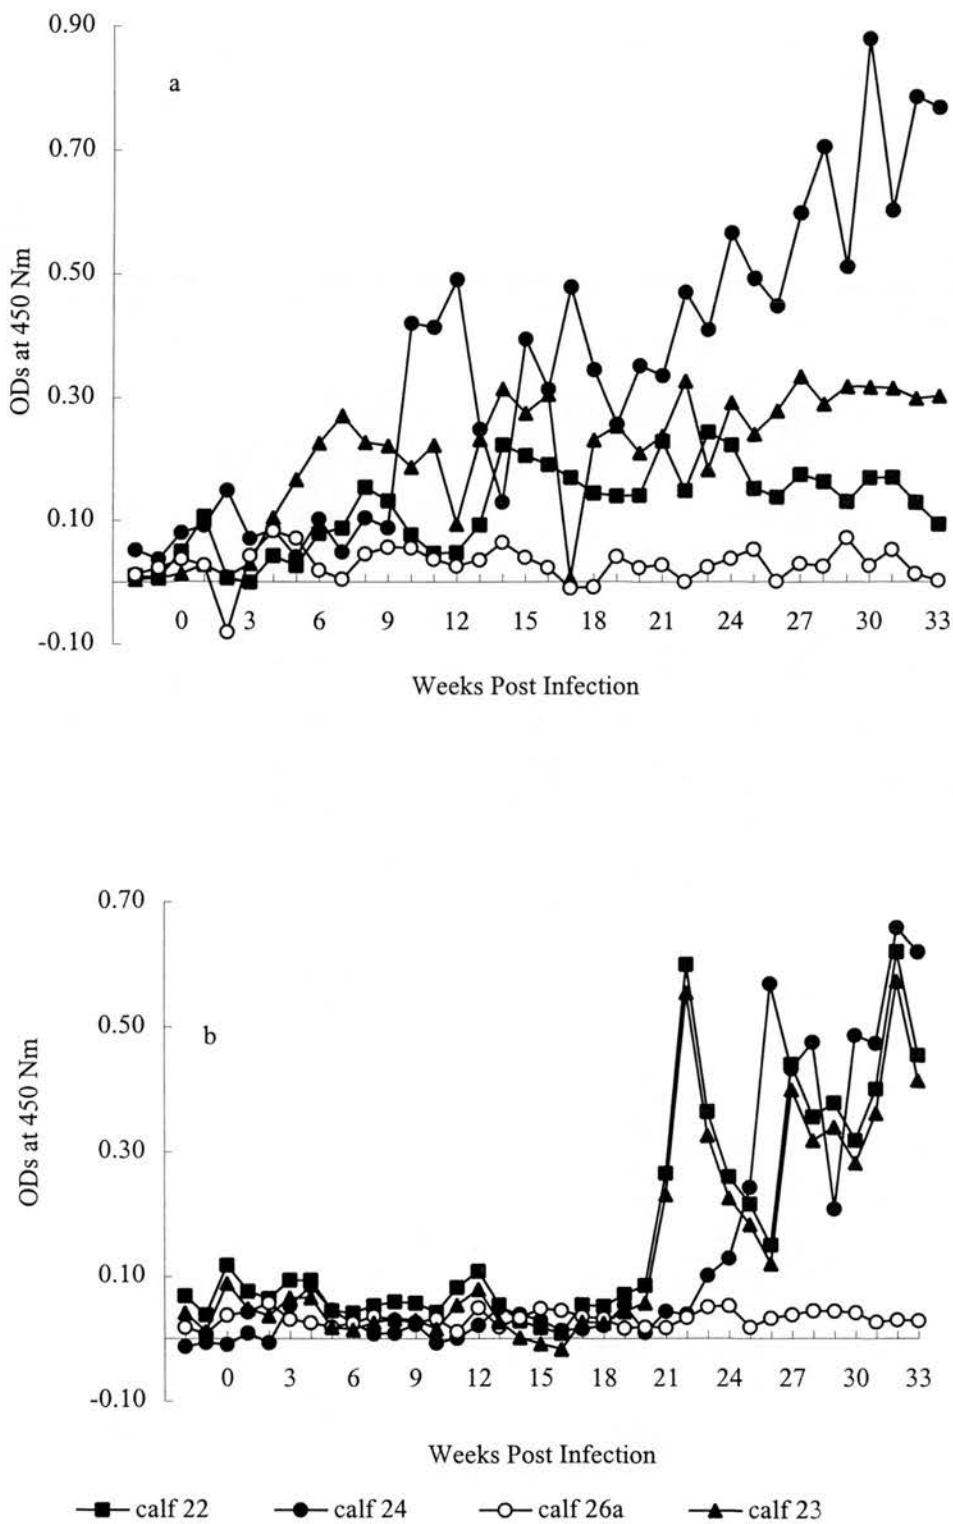 0.90
a
0.70
0.50
ODs at 450 Nm
0.30
0.10
0 3 6 9 12 15 18 21 24 27 30 33
-0.10
Weeks Post Infection
0.70
b
0.50
ODs at 450 Nm
0.30
0.10
0 3 6 9 12 15 18 21 24 27 30 33
-0.10
Weeks Post Infection
calf 22 calf 24 calf 26a calf 23